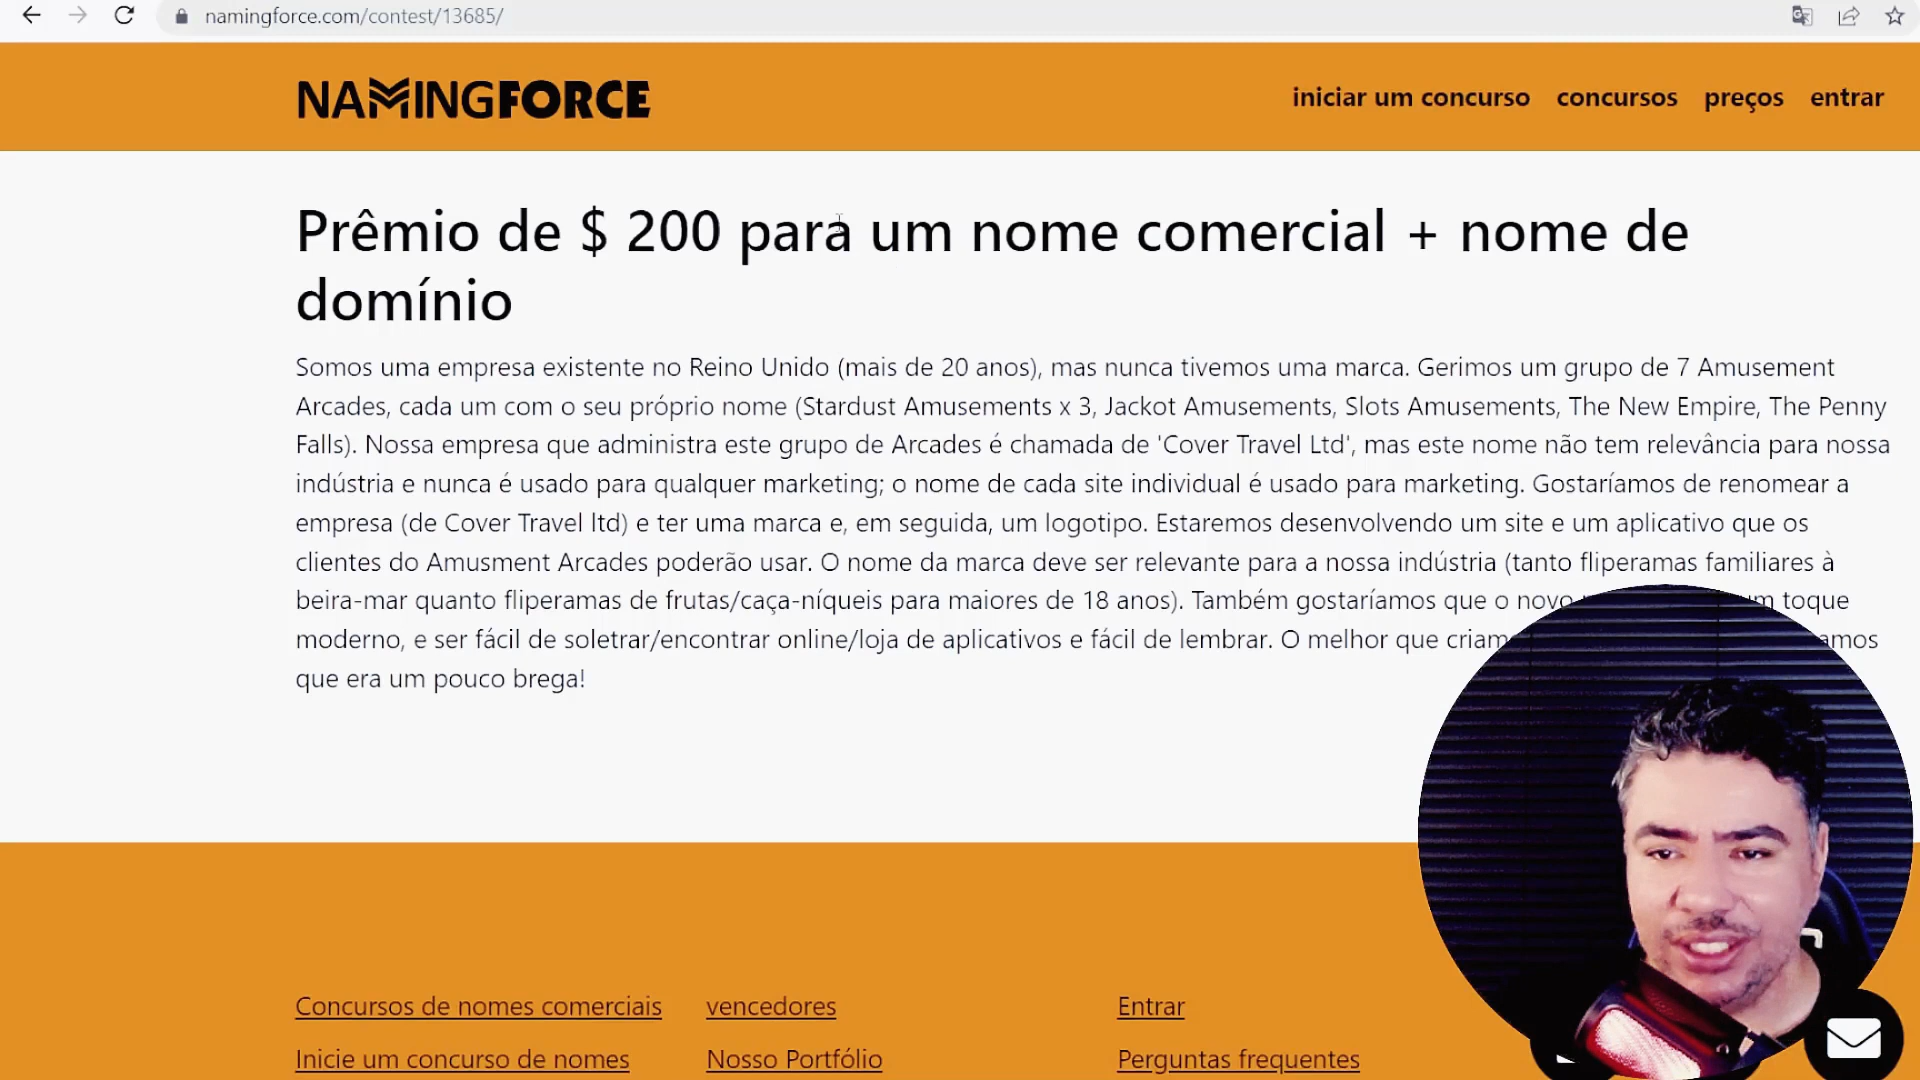 namingforce.com/contest/13685/
NAMINGFORCE
iniciar um concurso concursos preços entrar
Prêmio de $ 200 para um nome comercial + nome de
domínio
Somos uma empresa existente no Reino Unido (mais de 20 anos), mas nunca tivemos uma marca. Gerimos um grupo de 7 Amusement
Arcades, cada um com o seu próprio nome (Stardust Amusements x 3, Jackot Amusements, Slots Amusements, The New Empire, The Penny
Falls). Nossa empresa que administra este grupo de Arcades é chamada de 'Cover Travel Ltd', mas este nome não tem relevância para nossa
indústria e nunca é usado para qualquer marketing; o nome de cada site individual é usado para marketing. Gostaríamos de renomear a
empresa (de Cover Travel ltd) e ter uma marca e, em seguida, um logotipo. Estaremos desenvolvendo um site e um aplicativo que os
clientes do Amusment Arcades poderão usar. O nome da marca deve ser relevante para a nossa indústria (tanto fliperamas familiares à
beira-mar quanto fliperamas de frutas/caça-níqueis para maiores de 18 anos). Também gostaríamos que o novo um toque
moderno, e ser fácil de soletrar/encontrar online/loja de aplicativos e fácil de lembrar. O melhor que
que era um pouco brega!
Concursos de nomes comerciais vencedores Entrar
Inicie um concurso de nomes Nosso Portfólio Perguntas frequentes